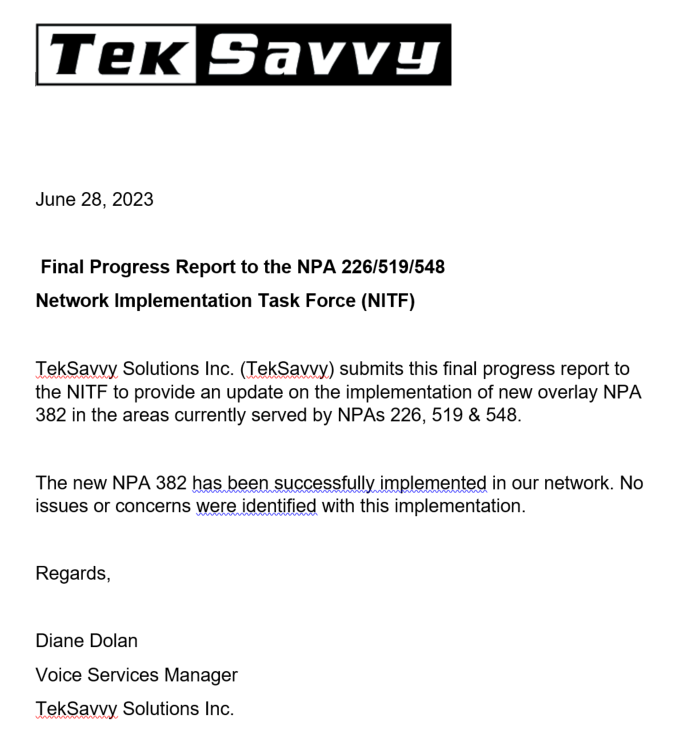 TekSavvy
June 28, 2023
Final Progress Report to the NPA 226/519/548
Network Implementation Task Force (NITF)
TekSavvy Solutions Inc. (TekSavvy) submits this final progress report to
the NITF to provide an update on the implementation of new overlay NPA
382 in the areas currently served by NPAs 226, 519 & 548.
The new NPA 382 has been successfully implemented in our network. No
issues or concerns were identified with this implementation.
Regards,
Diane Dolan
Voice Services Manager
TekSavvy Solutions Inc.